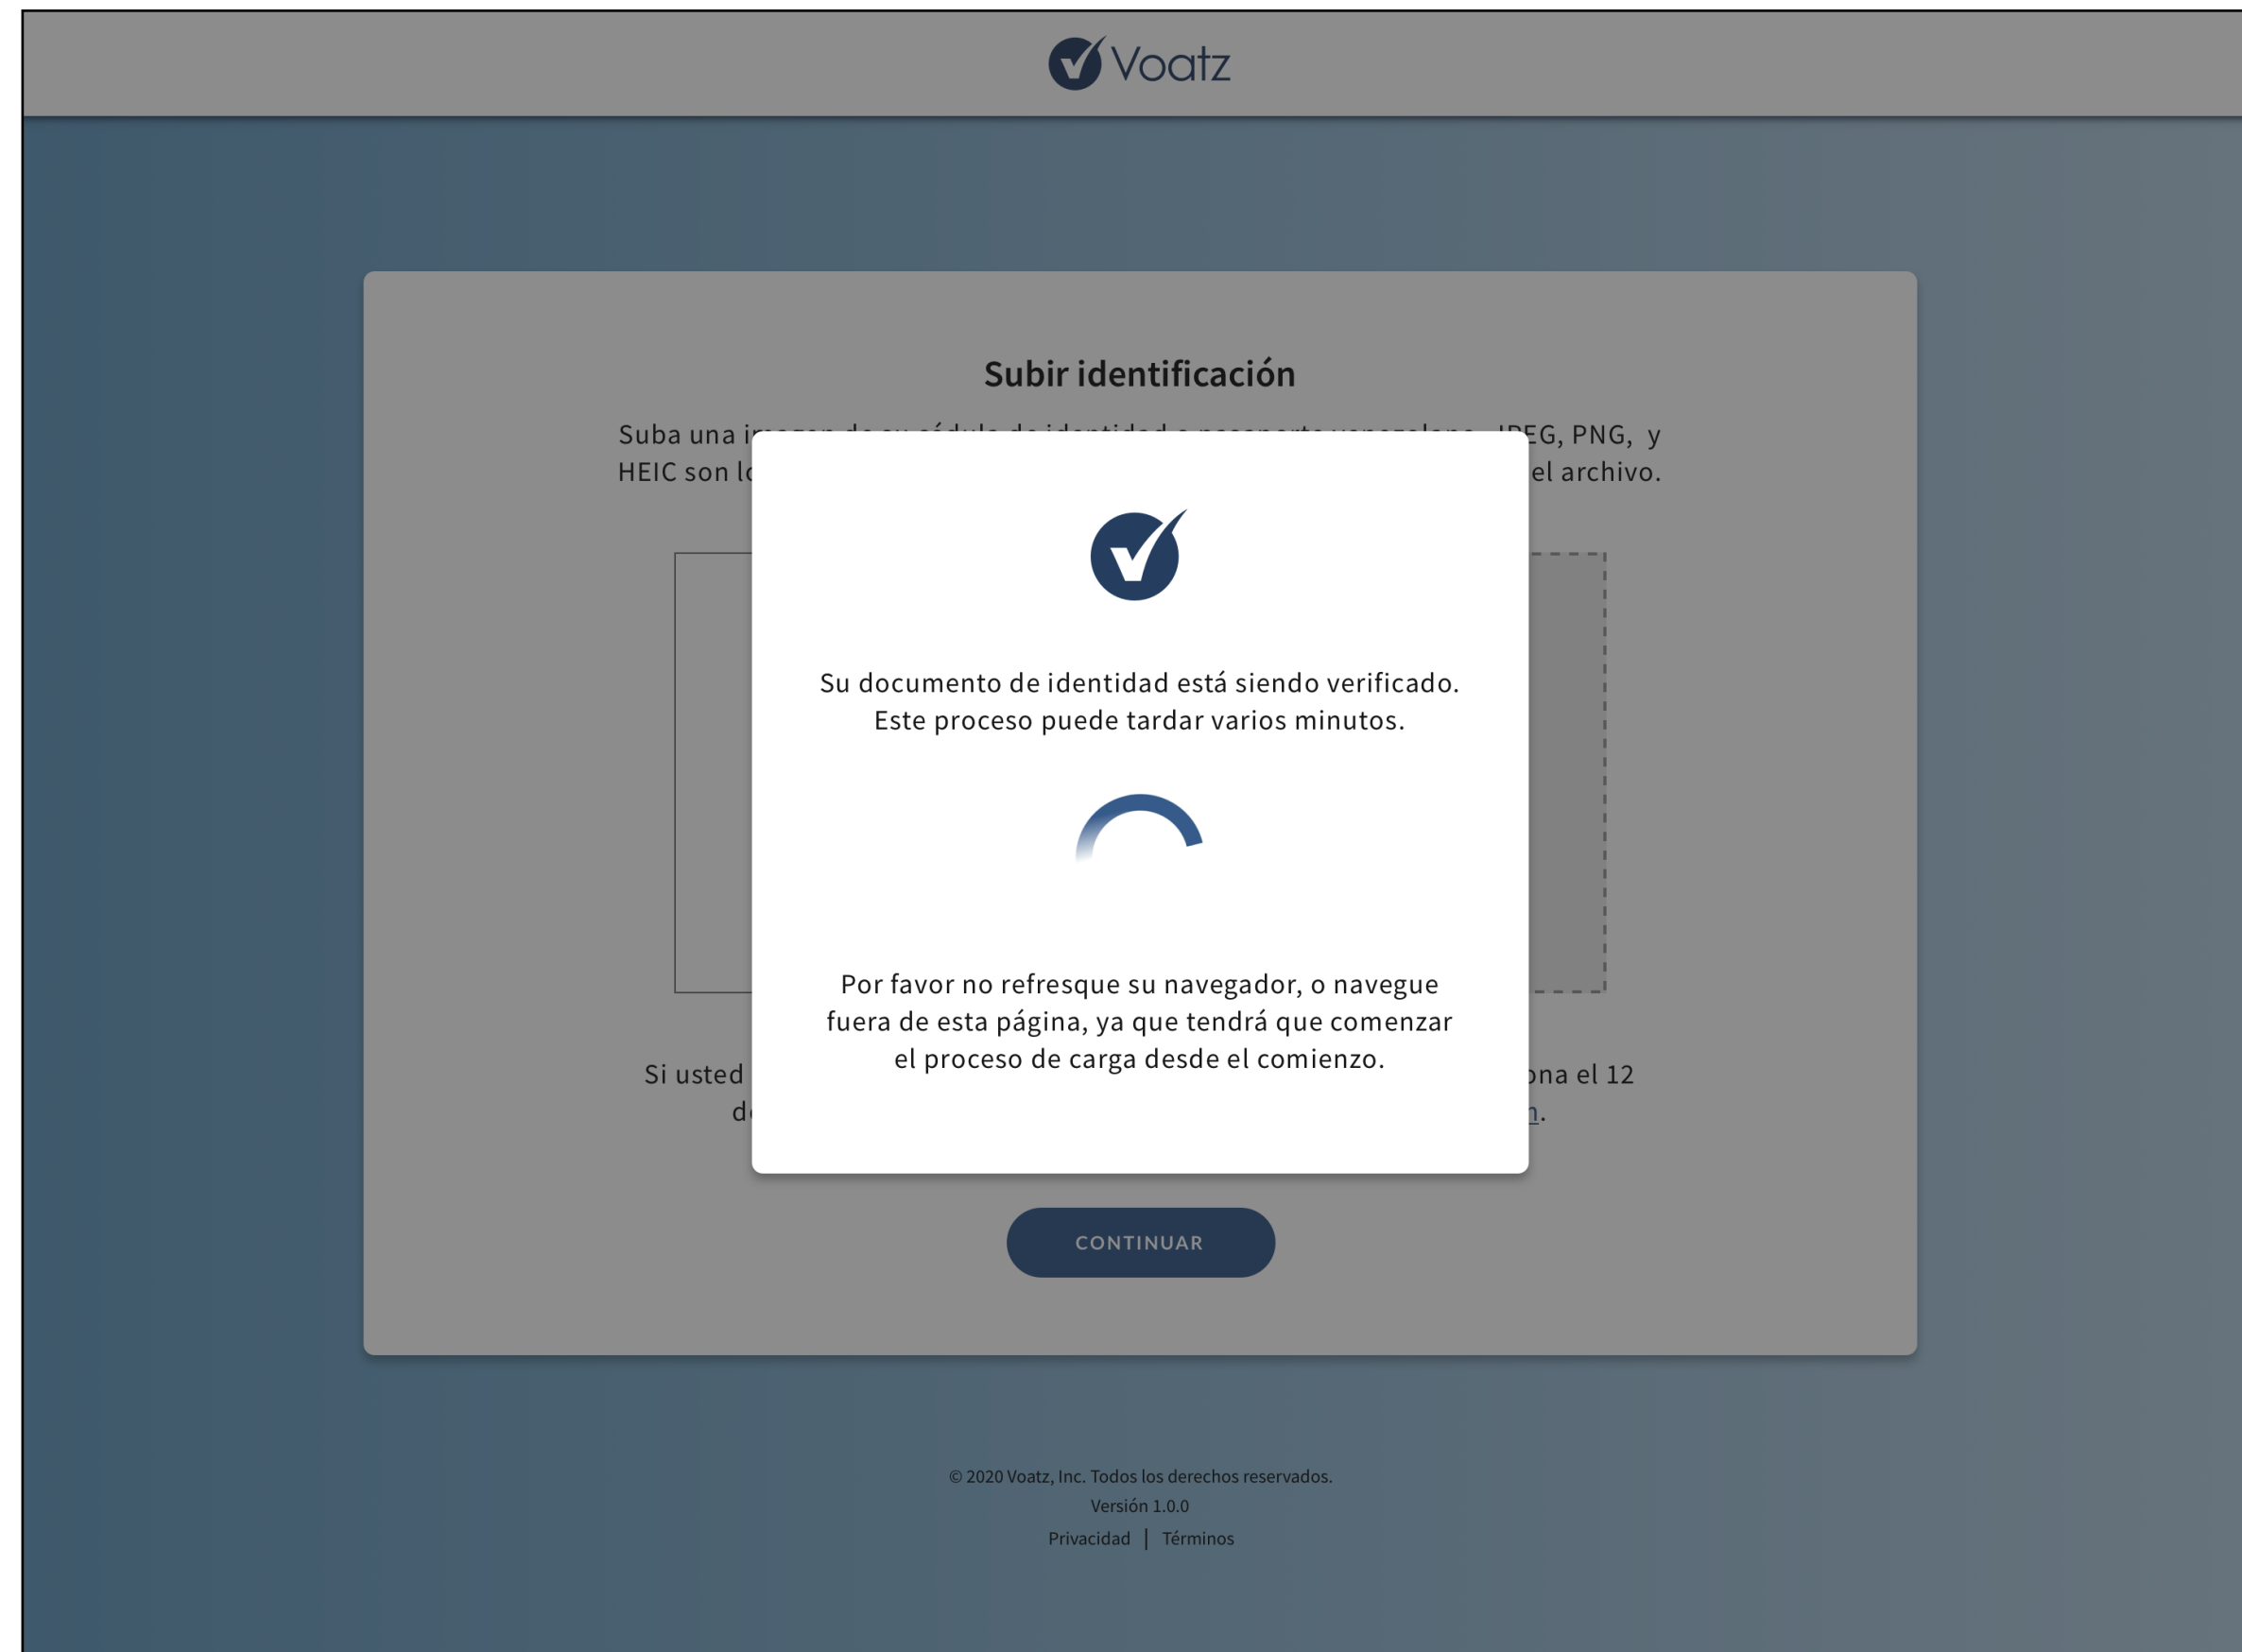 Voatz
Subir identificación
Suba una JPEG, PNG, y
HEIC son el archivo.
Su documento de identidad está siendo verificado.
Este proceso puede tardar varios minutos.
Por favor no refresque su navegador, o navegue
fuera de esta página, ya que tendrá que comenzar
el proceso de carga desde el comienzo.
Si usted el 12
CONTINUAR
© 2020 Voatz, Inc. Todos los derechos reservados.
Versión 1.0.0
Privacidad | Términos